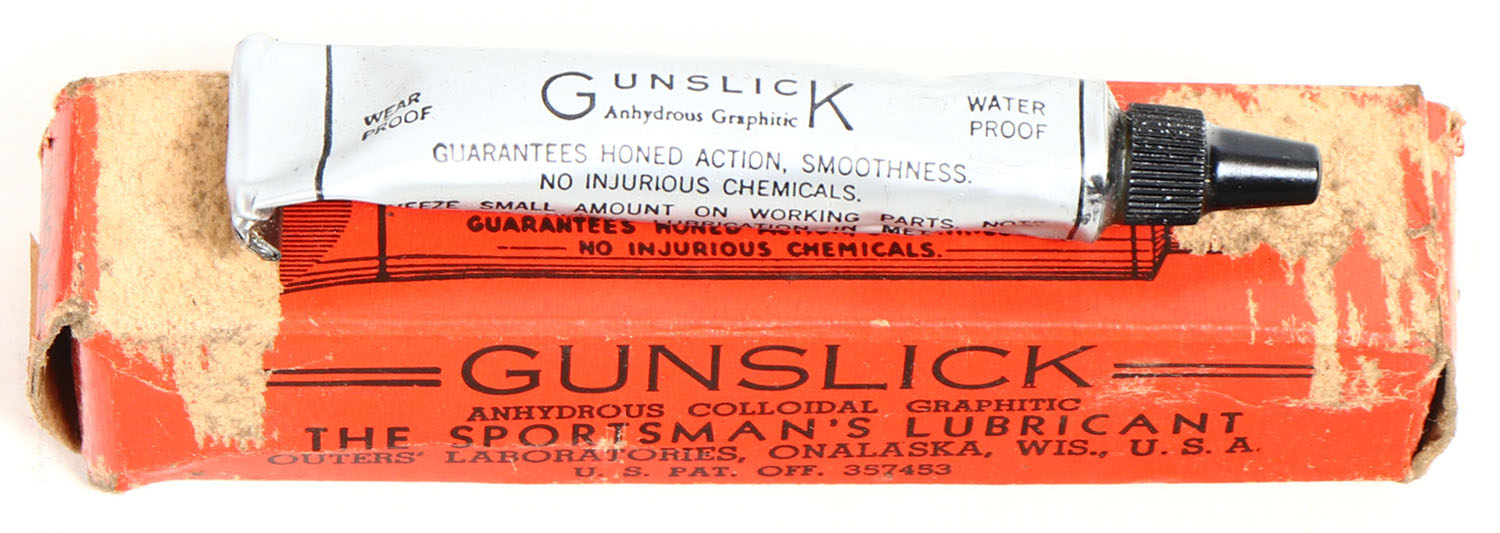 WEAR PROOF
GUNSLICK
Anhydrous Graphitic
WATER PROOF
GUARANTEES HONED ACTION, SMOOTHNESS.
NO INJURIOUS CHEMICALS.
SMALL AMOUNT ON WORKING PARTS.
GUARANTEES HONED
NO INJURIOUS CHEMICALS.
GUNSLICK
ANHYDROUS COLLOIDAL GRAPHITIC
THE SPORTSMAN'S LUBRICANT
OUTERS' LABORATORIES, ONALASKA, WIS., U. S. A.
U. S. PAT. OFF. 357453